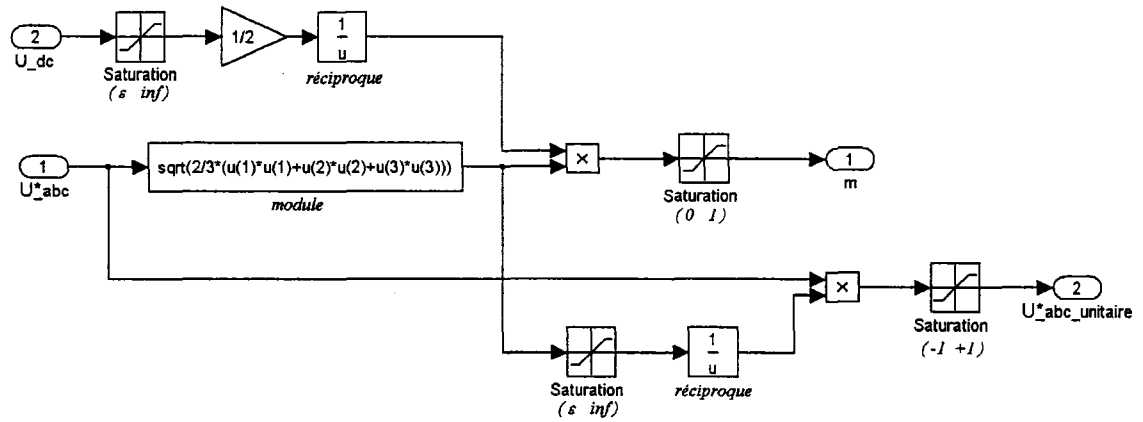 2
U_dc
Saturation
(ε inf)
1/2
1
u
réciproque
1
U*_abc
sqrt(2/3*(u(1)*u(1)+u(2)*u(2)+u(3)*u(3)))
module
×
Saturation
(0 1)
1
m
×
Saturation
(-1 +1)
2
U*_abc_unitaire
Saturation
(ε inf)
1
u
réciproque